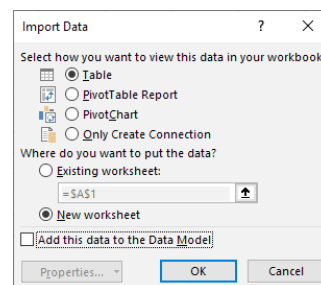 Import Data ? X
Select how you want to view this data in your workbook
Table
PivotTable Report
PivotChart
Only Create Connection
Where do you want to put the data?
Existing worksheet:
=$A$1
New worksheet
Add this data to the Data Model
Properties... OK Cancel